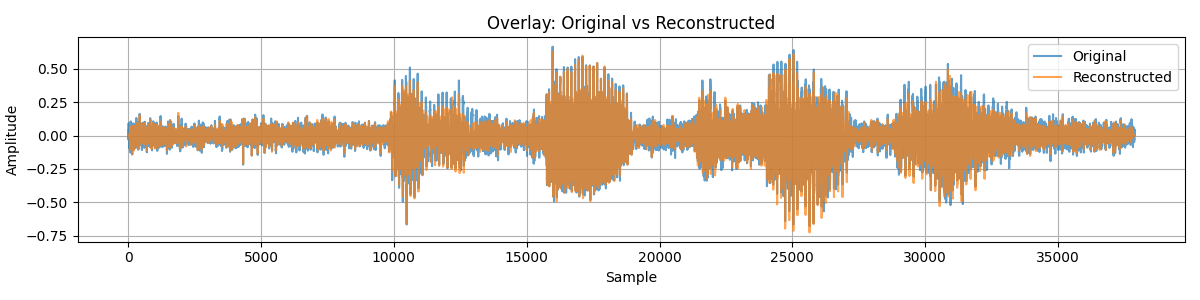 Overlay: Original vs Reconstructed
Original
Reconstructed
Amplitude
0.50
0.25
0.00
−0.25
−0.50
−0.75
0 5000 10000 15000 20000 25000 30000 35000
Sample